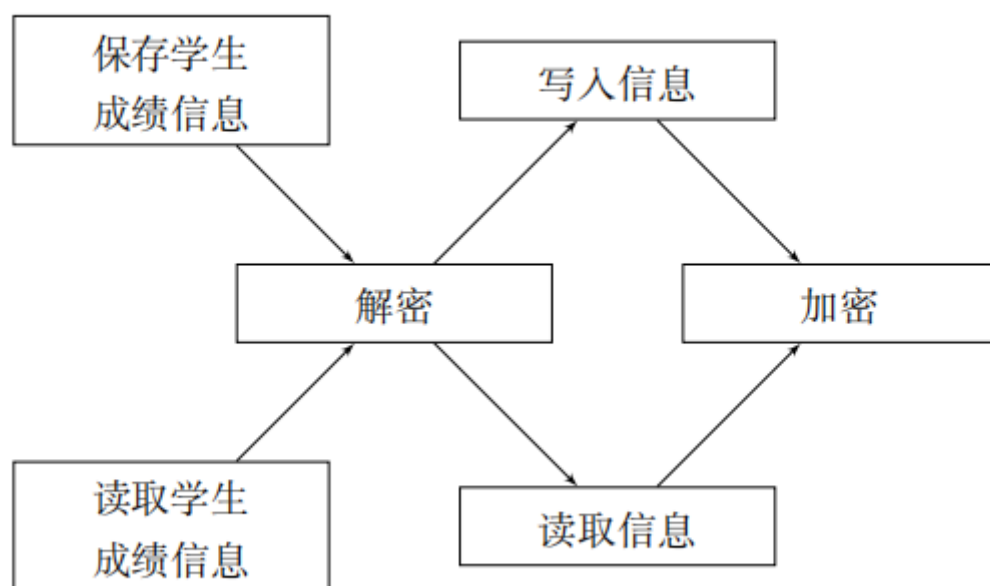 保存学生
成绩信息
写入信息
解密
加密
读取学生
成绩信息
读取信息